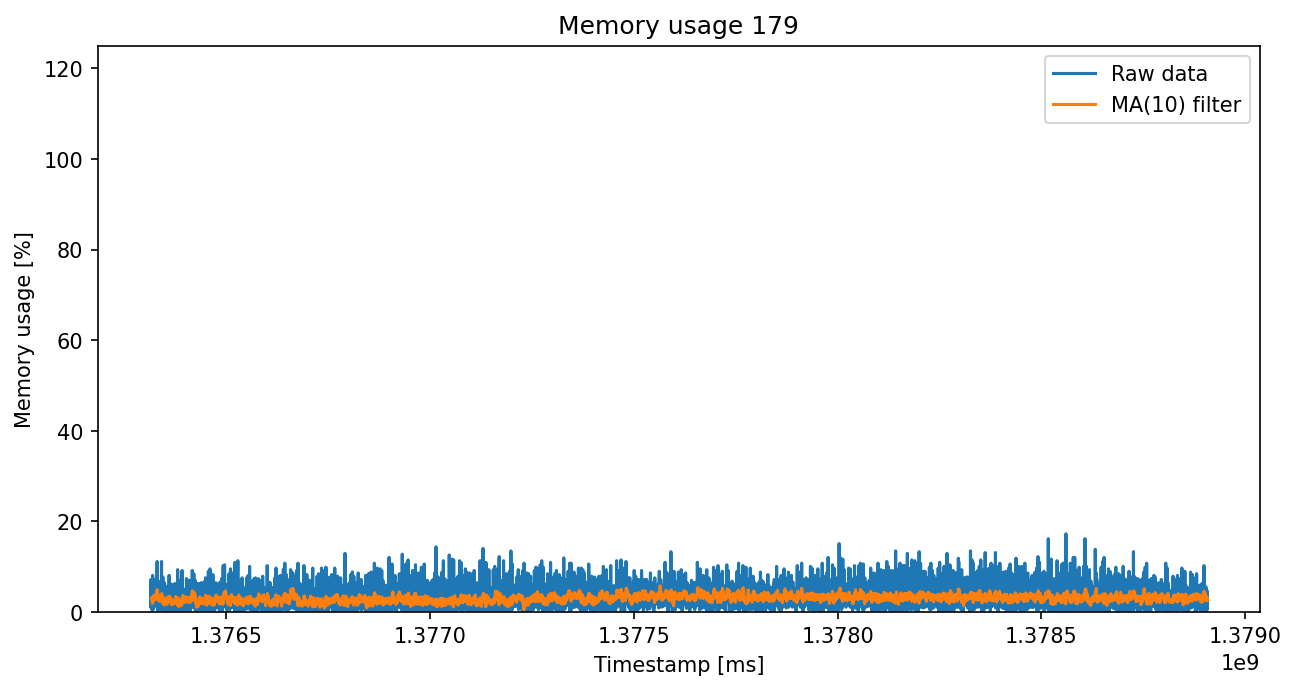 Memory usage 179
Raw data
MA(10) filter
Memory usage [%]
120
100
80
60
40
20
0
1.3765 1.3770 1.3775 1.3780 1.3785 1.3790
1e9
Timestamp [ms]